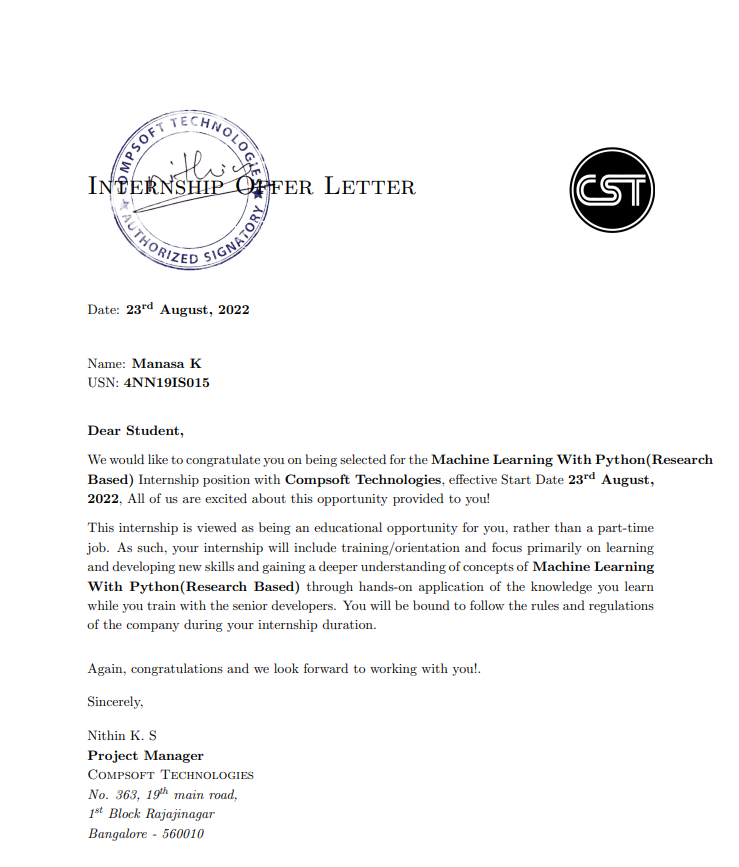 COMPSOFT TECHNOLOGIES
AUTHORIZED SIGNATORY
nithin
INTERNSHIP OFFER LETTER
CST
Date: 23rd August, 2022
Name: Manasa K
USN: 4NN19IS015
Dear Student,
We would like to congratulate you on being selected for the Machine Learning With Python(Research
Based) Internship position with Compsoft Technologies, effective Start Date 23rd August,
2022, All of us are excited about this opportunity provided to you!
This internship is viewed as being an educational opportunity for you, rather than a part-time
job. As such, your internship will include training/orientation and focus primarily on learning
and developing new skills and gaining a deeper understanding of concepts of Machine Learning
With Python(Research Based) through hands-on application of the knowledge you learn
while you train with the senior developers. You will be bound to follow the rules and regulations
of the company during your internship duration.
Again, congratulations and we look forward to working with you!.
Sincerely,
Nithin K. S
Project Manager
COMPSOFT TECHNOLOGIES
No. 363, 19th main road,
1st Block Rajajinagar
Bangalore - 560010